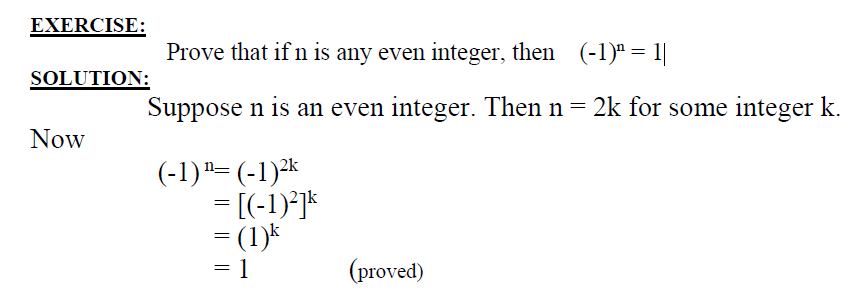 EXERCISE:
Prove that if n is any even integer, then (-1)ⁿ = 1|
SOLUTION:
Suppose n is an even integer. Then n = 2k for some integer k.
Now
(-1) ⁿ= (-1)²ᵏ
= [(-1)²]ᵏ
= (1)ᵏ
= 1 (proved)